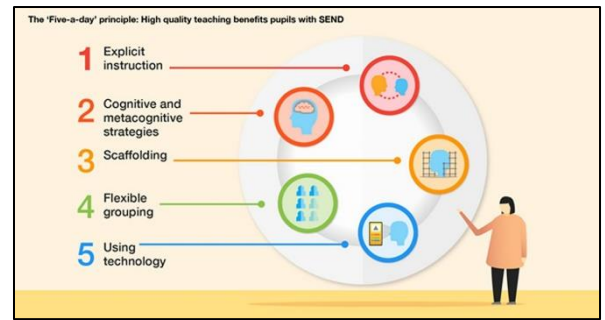 The ‘Five-a-day’ principle: High quality teaching benefits pupils with SEND
1 Explicit
instruction
2 Cognitive and
metacognitive
strategies
3 Scaffolding
4 Flexible
grouping
5 Using
technology